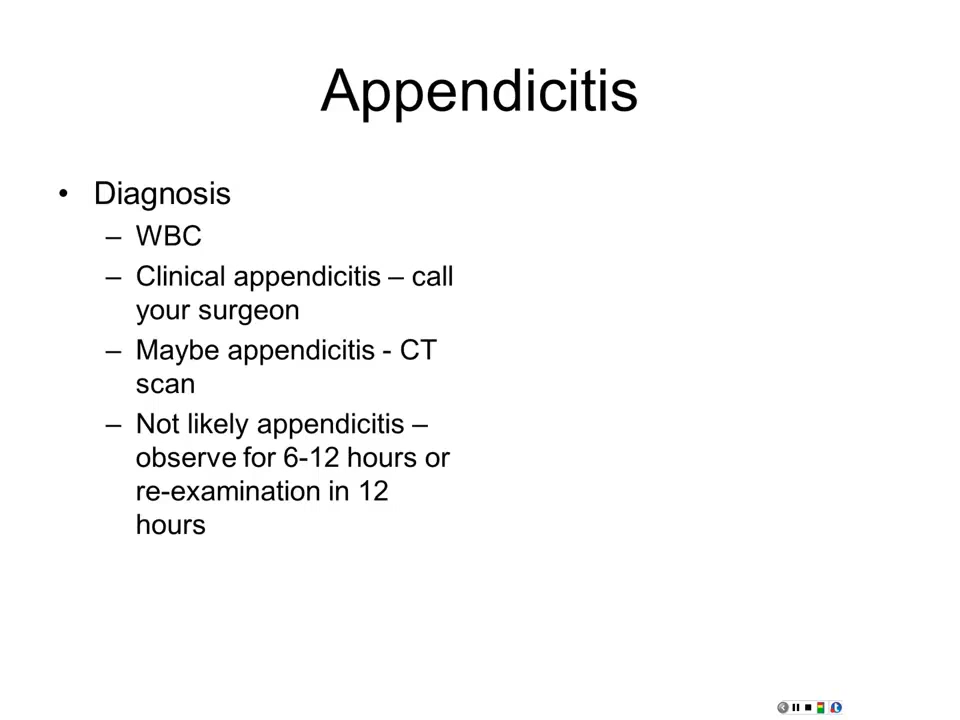 Appendicitis
• Diagnosis
– WBC
– Clinical appendicitis – call
your surgeon
– Maybe appendicitis - CT
scan
– Not likely appendicitis –
observe for 6-12 hours or
re-examination in 12
hours